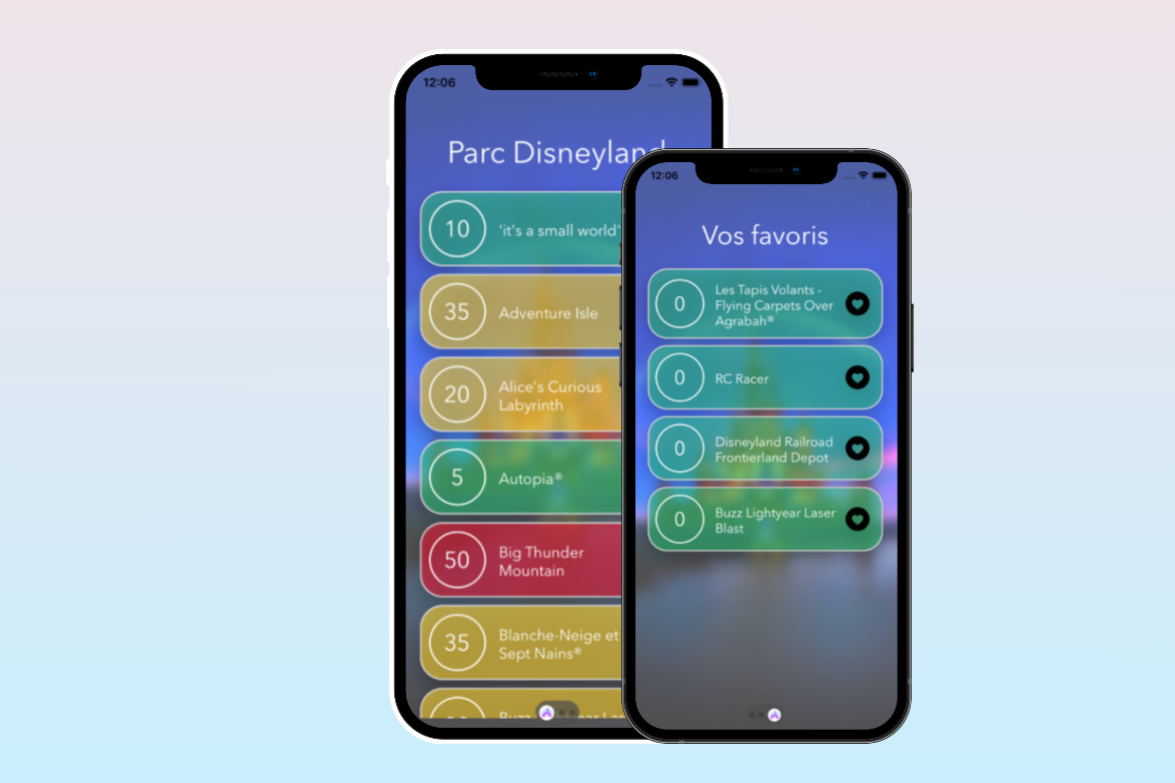 12:06
Parc Disneyland
10
'it's a small world'
35
Adventure Isle
20
Alice's Curious
Labyrinth
5
Autopia®
50
Big Thunder
Mountain
35
Blanche-Neige et
Sept Nains®
Buzz
12:06
Vos favoris
0
Les Tapis Volants -
Flying Carpets Over
Agrabah®
0
RC Racer
0
Disneyland Railroad
Frontierland Depot
0
Buzz Lightyear Laser
Blast